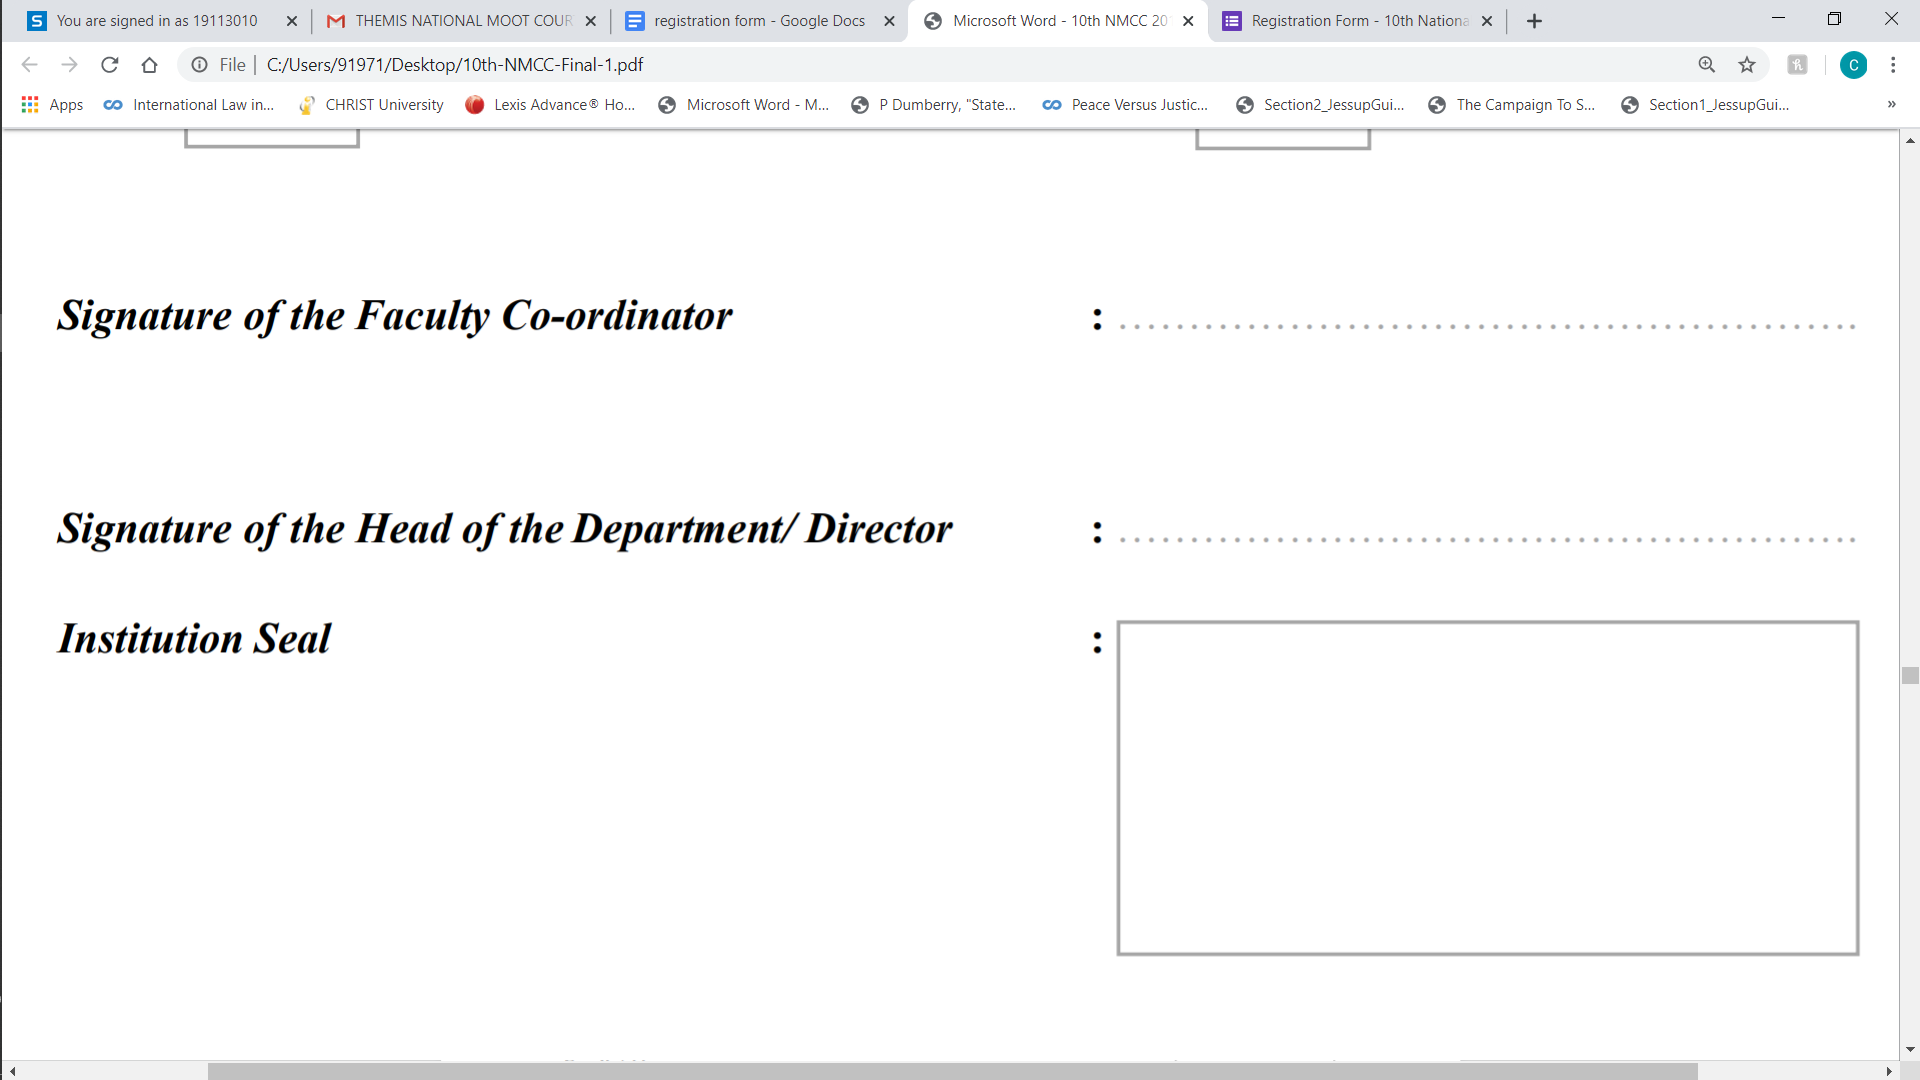 You are signed in as 19113010
THEMIS NATIONAL MOOT COUR
registration form - Google Docs
Microsoft Word - 10th NMCC 20
Registration Form - 10th Nationa
File
C:/Users/91971/Desktop/10th-NMCC-Final-1.pdf
C
Apps
International Law in...
CHRIST University
Lexis Advance® Ho...
Microsoft Word - M...
P Dumberry, "State...
Peace Versus Justic...
Section2_JessupGui...
The Campaign To S...
Section1_JessupGui...
»
Signature of the Faculty Co-ordinator : ....................................................
Signature of the Head of the Department/ Director : ....................................................
Institution Seal :